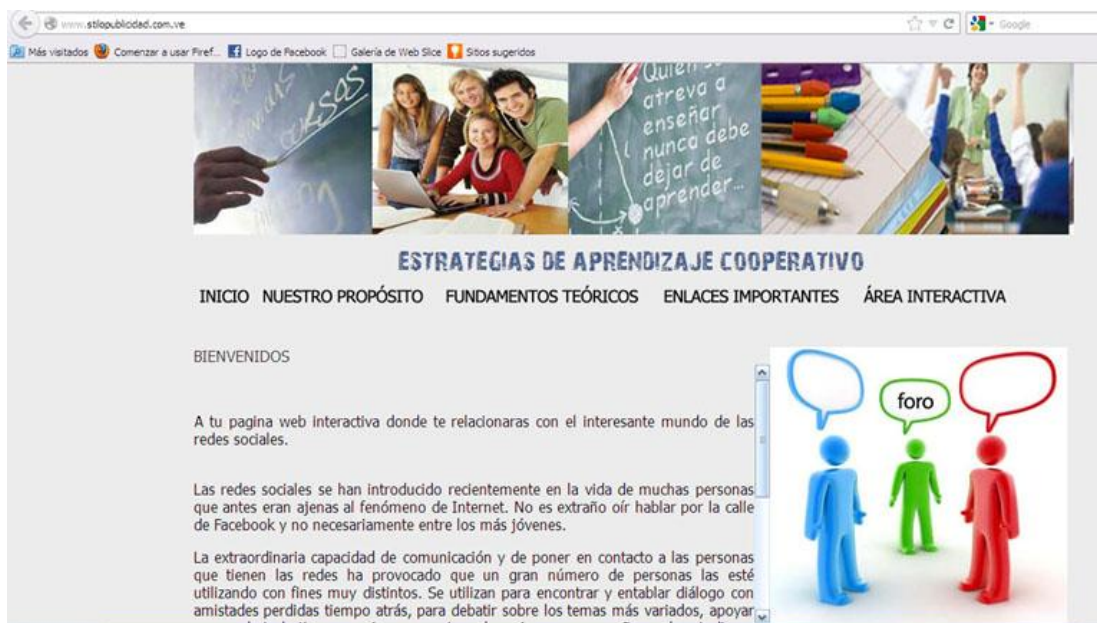 www.stilopublicidad.com.ve
Google
Más visitados Comenzar a usar Firef... Logo de Facebook Galería de Web Slice Sitios sugeridos
CURSOS
Quien se
atreva a
enseñar
nunca debe
dejar de
aprender...
ESTRATEGIAS DE APRENDIZAJE COOPERATIVO
INICIO NUESTRO PROPÓSITO FUNDAMENTOS TEÓRICOS ENLACES IMPORTANTES ÁREA INTERACTIVA
BIENVENIDOS
foro
A tu pagina web interactiva donde te relacionaras con el interesante mundo de las
redes sociales.
Las redes sociales se han introducido recientemente en la vida de muchas personas
que antes eran ajenas al fenómeno de Internet. No es extraño oír hablar por la calle
de Facebook y no necesariamente entre los más jóvenes.
La extraordinaria capacidad de comunicación y de poner en contacto a las personas
que tienen las redes ha provocado que un gran número de personas las esté
utilizando con fines muy distintos. Se utilizan para encontrar y entablar diálogo con
amistades perdidas tiempo atrás, para debatir sobre los temas más variados, apoyar